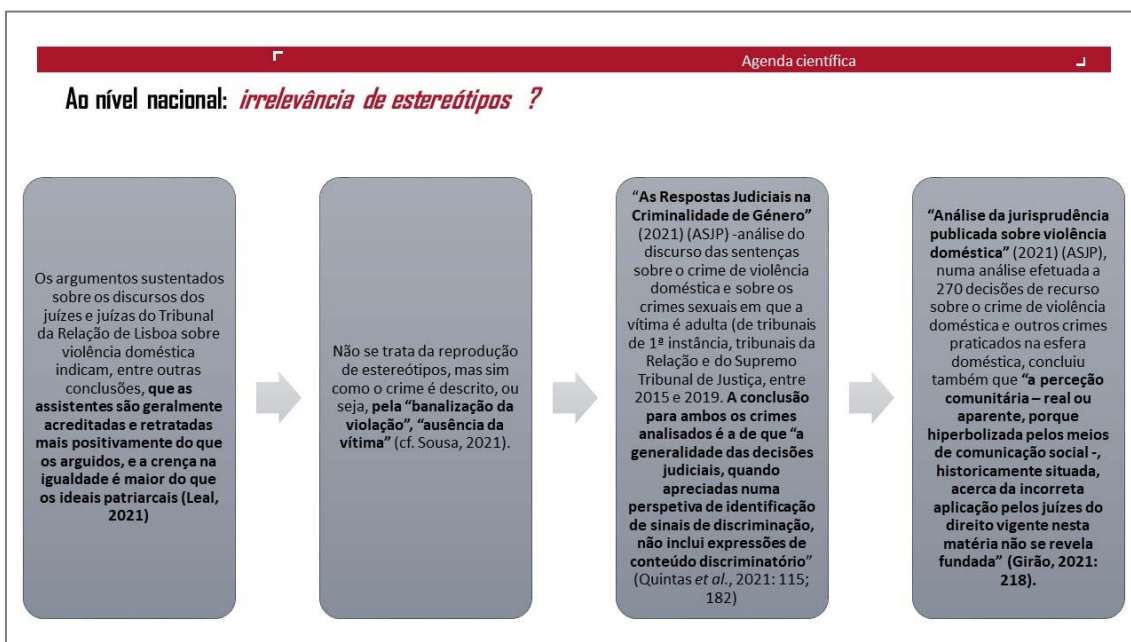 Agenda científica
Ao nível nacional: irrelevância de estereótipos ?
Os argumentos sustentados
sobre os discursos dos
juízes e juízas do Tribunal
da Relação de Lisboa sobre
violência doméstica
indicam, entre outras
conclusões, que as
assistentes são geralmente
acreditadas e retratadas
mais positivamente do que
os arguidos, e a crença na
igualdade é maior do que
os ideais patriarcais (Leal,
2021)
Não se trata da reprodução
de estereótipos, mas sim
como o crime é descrito, ou
seja, pela “banalização da
violação”, “ausência da
vítima” (cf. Sousa, 2021).
“As Respostas Judiciais na
Criminalidade de Género”
(2021) (ASJP) -análise do
discurso das sentenças
sobre o crime de violência
doméstica e sobre os
crimes sexuais em que a
vítima é adulta (de tribunais
de 1ª instância, tribunais da
Relação e do Supremo
Tribunal de Justiça, entre
2015 e 2019. A conclusão
para ambos os crimes
analisados é a de que “a
generalidade das decisões
judiciais, quando
apreciadas numa
perspetiva de identificação
de sinais de discriminação,
não inclui expressões de
conteúdo discriminatório”
(Quintas et al., 2021: 115;
182)
“Análise da jurisprudência
publicada sobre violência
doméstica” (2021) (ASJP),
numa análise efetuada a
270 decisões de recurso
sobre o crime de violência
doméstica e outros crimes
praticados na esfera
doméstica, concluiu
também que “a perceção
comunitária – real ou
aparente, porque
hiperbolizada pelos meios
de comunicação social -,
historicamente situada,
acerca da incorreta
aplicação pelos juízes do
direito vigente nesta
matéria não se revela
fundada” (Girão, 2021:
218).